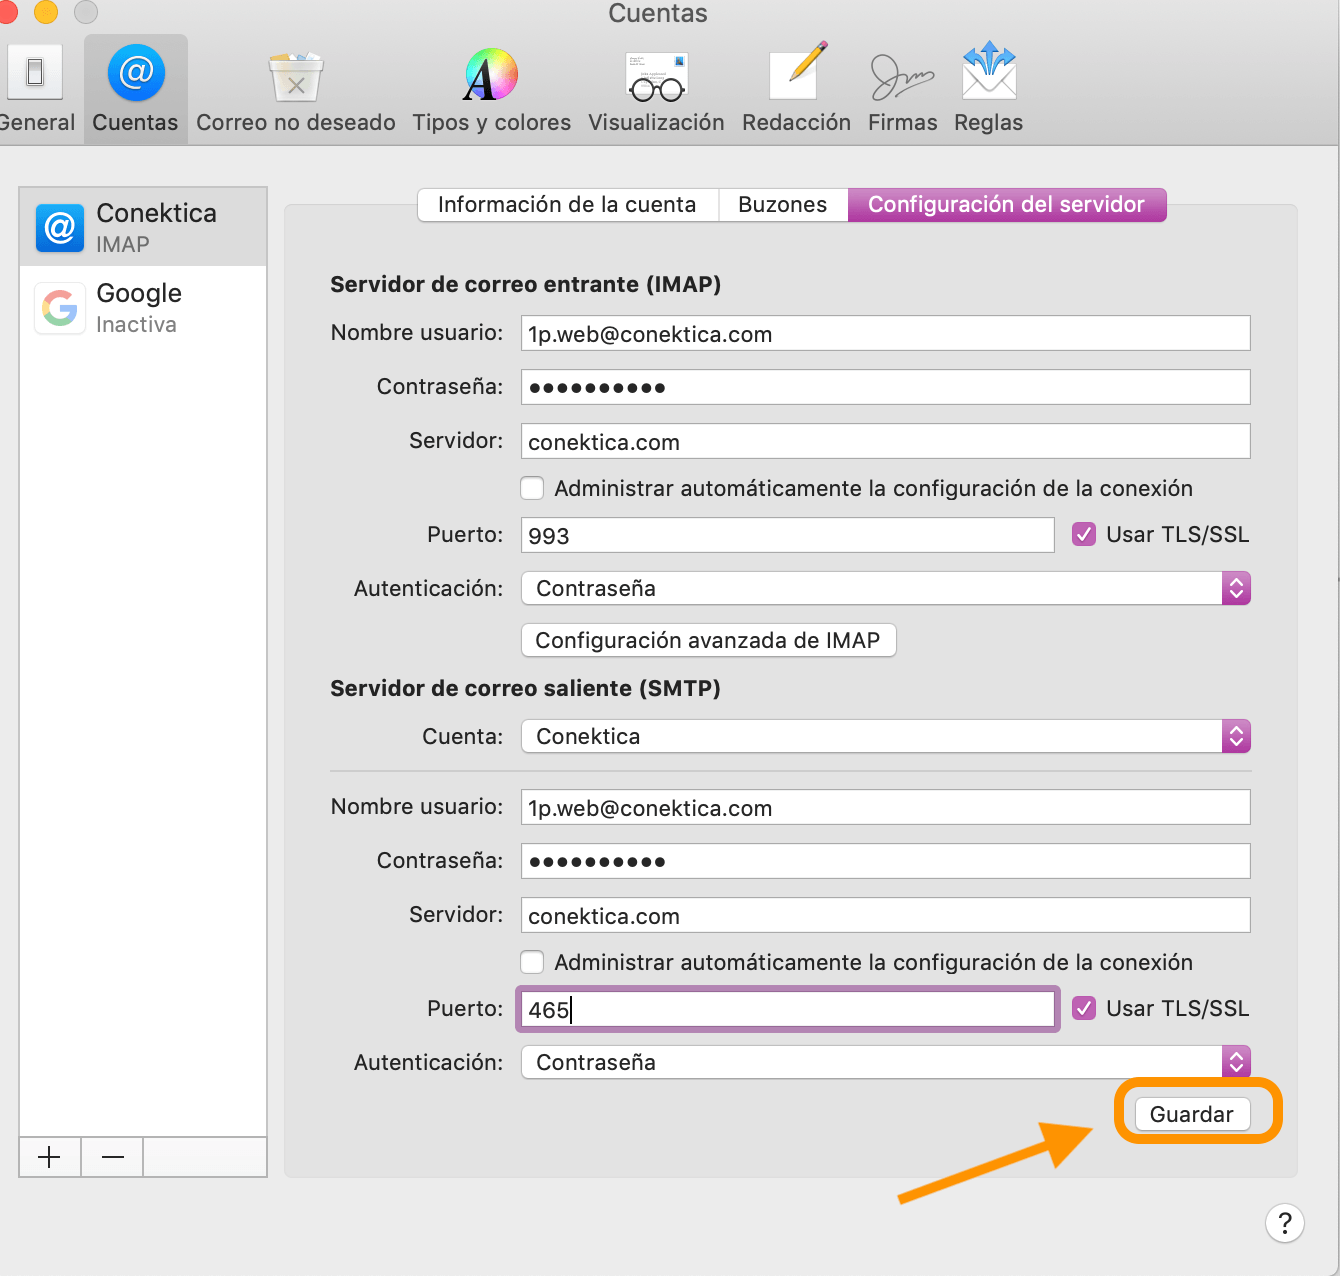 Cuentas
General
Cuentas
Correo no deseado
Tipos y colores
Visualización
Redacción
Firmas
Reglas
Conektica
IMAP
Google
Inactiva
Información de la cuenta
Buzones
Configuración del servidor
Servidor de correo entrante (IMAP)
Nombre usuario: 1p.web@conektica.com
Contraseña: ●●●●●●●●●●
Servidor: conektica.com
Administrar automáticamente la configuración de la conexión
Puerto: 993 Usar TLS/SSL
Autenticación: Contraseña
Configuración avanzada de IMAP
Servidor de correo saliente (SMTP)
Cuenta: Conektica
Nombre usuario: 1p.web@conektica.com
Contraseña: ●●●●●●●●●●
Servidor: conektica.com
Administrar automáticamente la configuración de la conexión
Puerto: 465 Usar TLS/SSL
Autenticación: Contraseña
Guardar
?